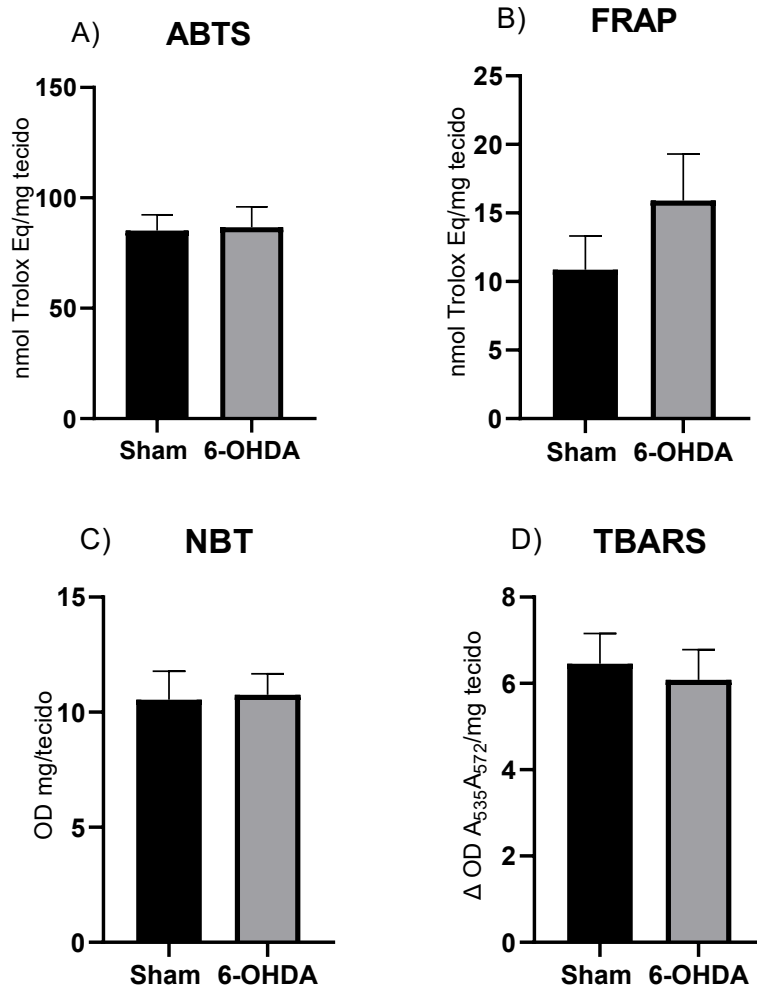 A) ABTS
nmol Trolox Eq/mg tecido
150
100
50
0
Sham 6-OHDA
B) FRAP
nmol Trolox Eq/mg tecido
25
20
15
10
5
0
Sham 6-OHDA
C) NBT
OD mg/tecido
15
10
5
0
Sham 6-OHDA
D) TBARS
Δ OD A535A572/mg tecido
8
6
4
2
0
Sham 6-OHDA